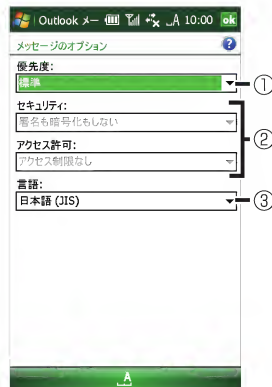 Outlook メー A 10:00 ok
メッセージのオプション ?
優先度:
標準
①
セキュリティ:
署名も暗号化もしない
②
アクセス許可:
アクセス制限なし
言語:
日本語 (JIS)
③
A